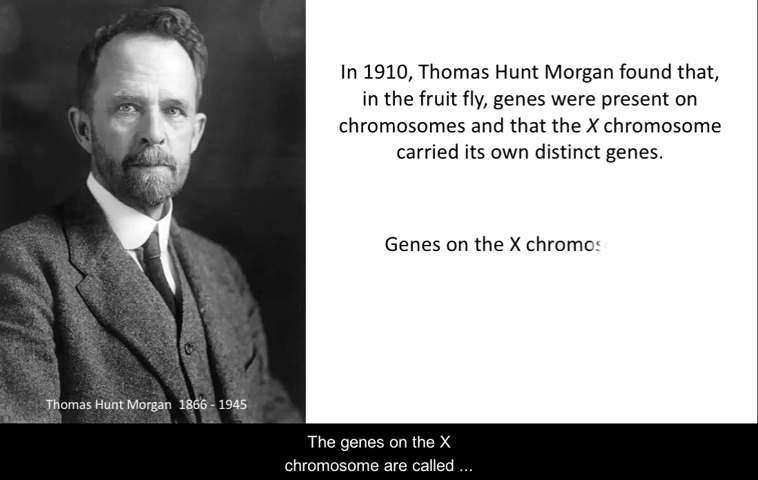 In 1910, Thomas Hunt Morgan found that,
in the fruit fly, genes were present on
chromosomes and that the X chromosome
carried its own distinct genes.
Genes on the X chromos
Thomas Hunt Morgan 1866 - 1945
The genes on the X
chromosome are called ...